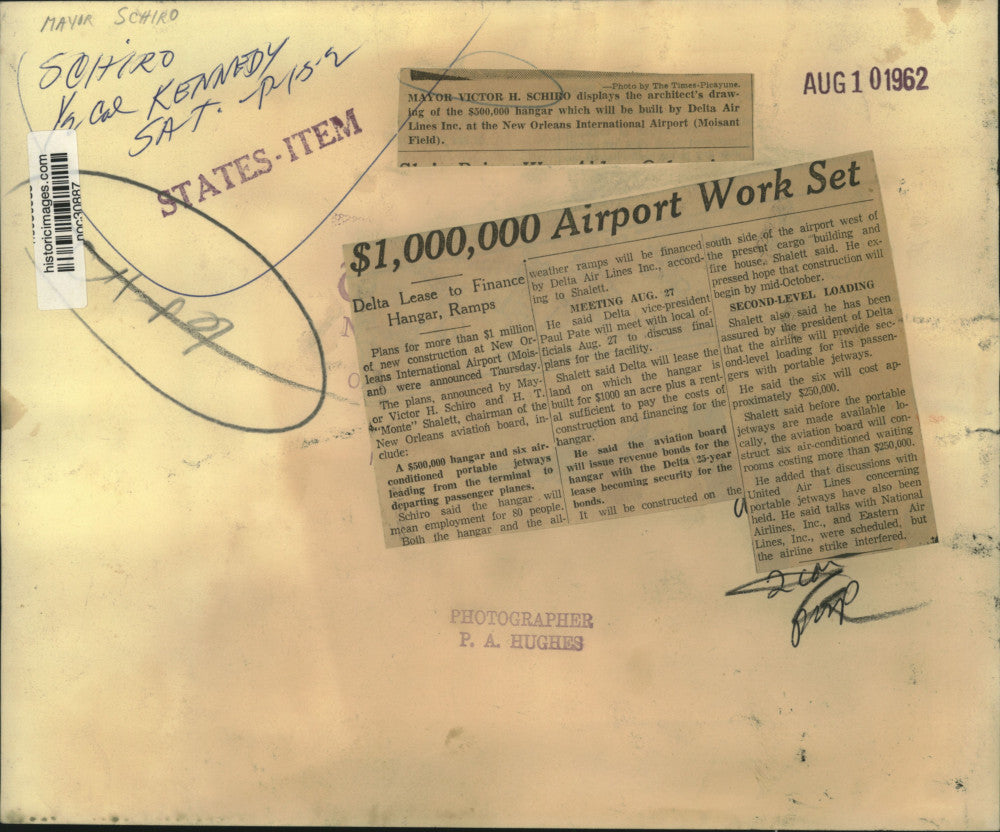 MAYOR SCHIRO
SCHIRO
½ Col KENNEDY
SAT. P-15-2
STATES-ITEM
AUG 10 1962
historicimages.com
noc30887
—Photo by The Times-Picayune.
MAYOR VICTOR H. SCHIRO displays the architect's draw-
ing of the $500,000 hangar which will be built by Delta Air
Lines Inc. at the New Orleans International Airport (Moisant
Field).
$1,000,000 Airport Work Set
Delta Lease to Finance
Hangar, Ramps
Plans for more than $1 million
of new construction at New Or-
leans International Airport (Mois-
ant) were announced Thursday.
The plans, announced by May-
or Victor H. Schiro and H. T.
"Monte" Shalett, chairman of the
New Orleans aviation board, in-
clude:
A $500,000 hangar and six air-
conditioned portable jetways
leading from the terminal to
departing passenger planes.
Schiro said the hangar will
mean employment for 80 people.
Both the hangar and the all-
weather ramps will be financed
by Delta Air Lines Inc., accord-
ing to Shalett.
MEETING AUG. 27
He said Delta vice-president
Paul Pate will meet with local of-
ficials Aug. 27 to discuss final
plans for the facility.
Shalett said Delta will lease the
land on which the hangar is
built for $1000 an acre plus a rent-
al sufficient to pay the costs of
construction and financing for the
hangar.
He said the aviation board
will issue revenue bonds for the
hangar with the Delta 25-year
lease becoming security for the
bonds.
It will be constructed on the
south side of the airport west of
the present cargo building and
fire house, Shalett said. He ex-
pressed hope that construction will
begin by mid-October.
SECOND-LEVEL LOADING
Shalett also said he has been
assured by the president of Delta
that the airline will provide sec-
ond-level loading for its passen-
gers with portable jetways.
He said the six will cost ap-
proximately $250,000.
Shalett said before the portable
jetways are made available lo-
cally, the aviation board will con-
struct six air-conditioned waiting
rooms costing more than $250,000.
He added that discussions with
United Air Lines concerning
portable jetways have also been
held. He said talks with National
Airlines, Inc., and Eastern Air
Lines, Inc., were scheduled, but
the airline strike interfered.
2 col
PHOTOGRAPHER
P. A. HUGHES